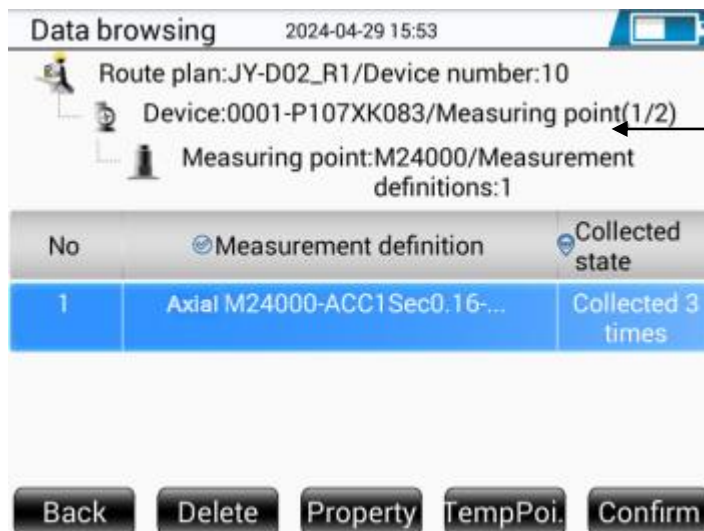 Data browsing 2024-04-29 15:53
Route plan:JY-D02_R1/Device number:10
Device:0001-P107XK083/Measuring point(1/2)
Measuring point:M24000/Measurement
definitions:1
No Measurement definition Collected
state
1 Axial M24000-ACC1Sec0.16-... Collected 3
times
Back Delete Property TempPoi. Confirm